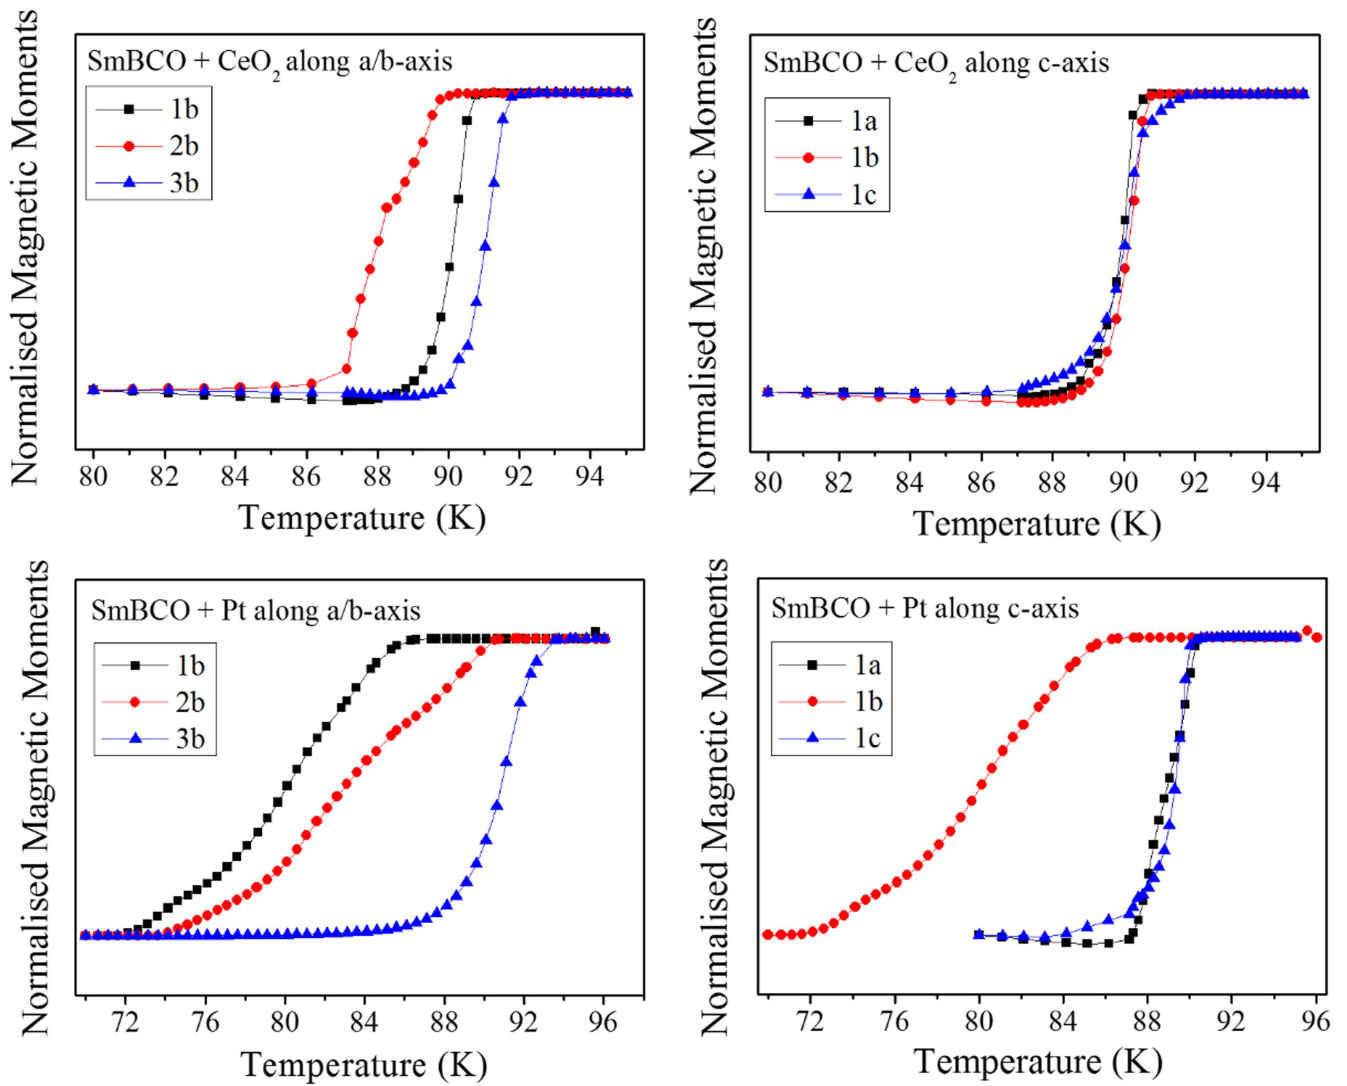 SmBCO + CeO2 along a/b-axis
1b
2b
3b
Normalised Magnetic Moments
80 82 84 86 88 90 92 94
Temperature (K)
SmBCO + CeO2 along c-axis
1a
1b
1c
Normalised Magnetic Moments
80 82 84 86 88 90 92 94
Temperature (K)
SmBCO + Pt along a/b-axis
1b
2b
3b
Normalised Magnetic Moments
72 76 80 84 88 92 96
Temperature (K)
SmBCO + Pt along c-axis
1a
1b
1c
Normalised Magnetic Moments
72 76 80 84 88 92 96
Temperature (K)